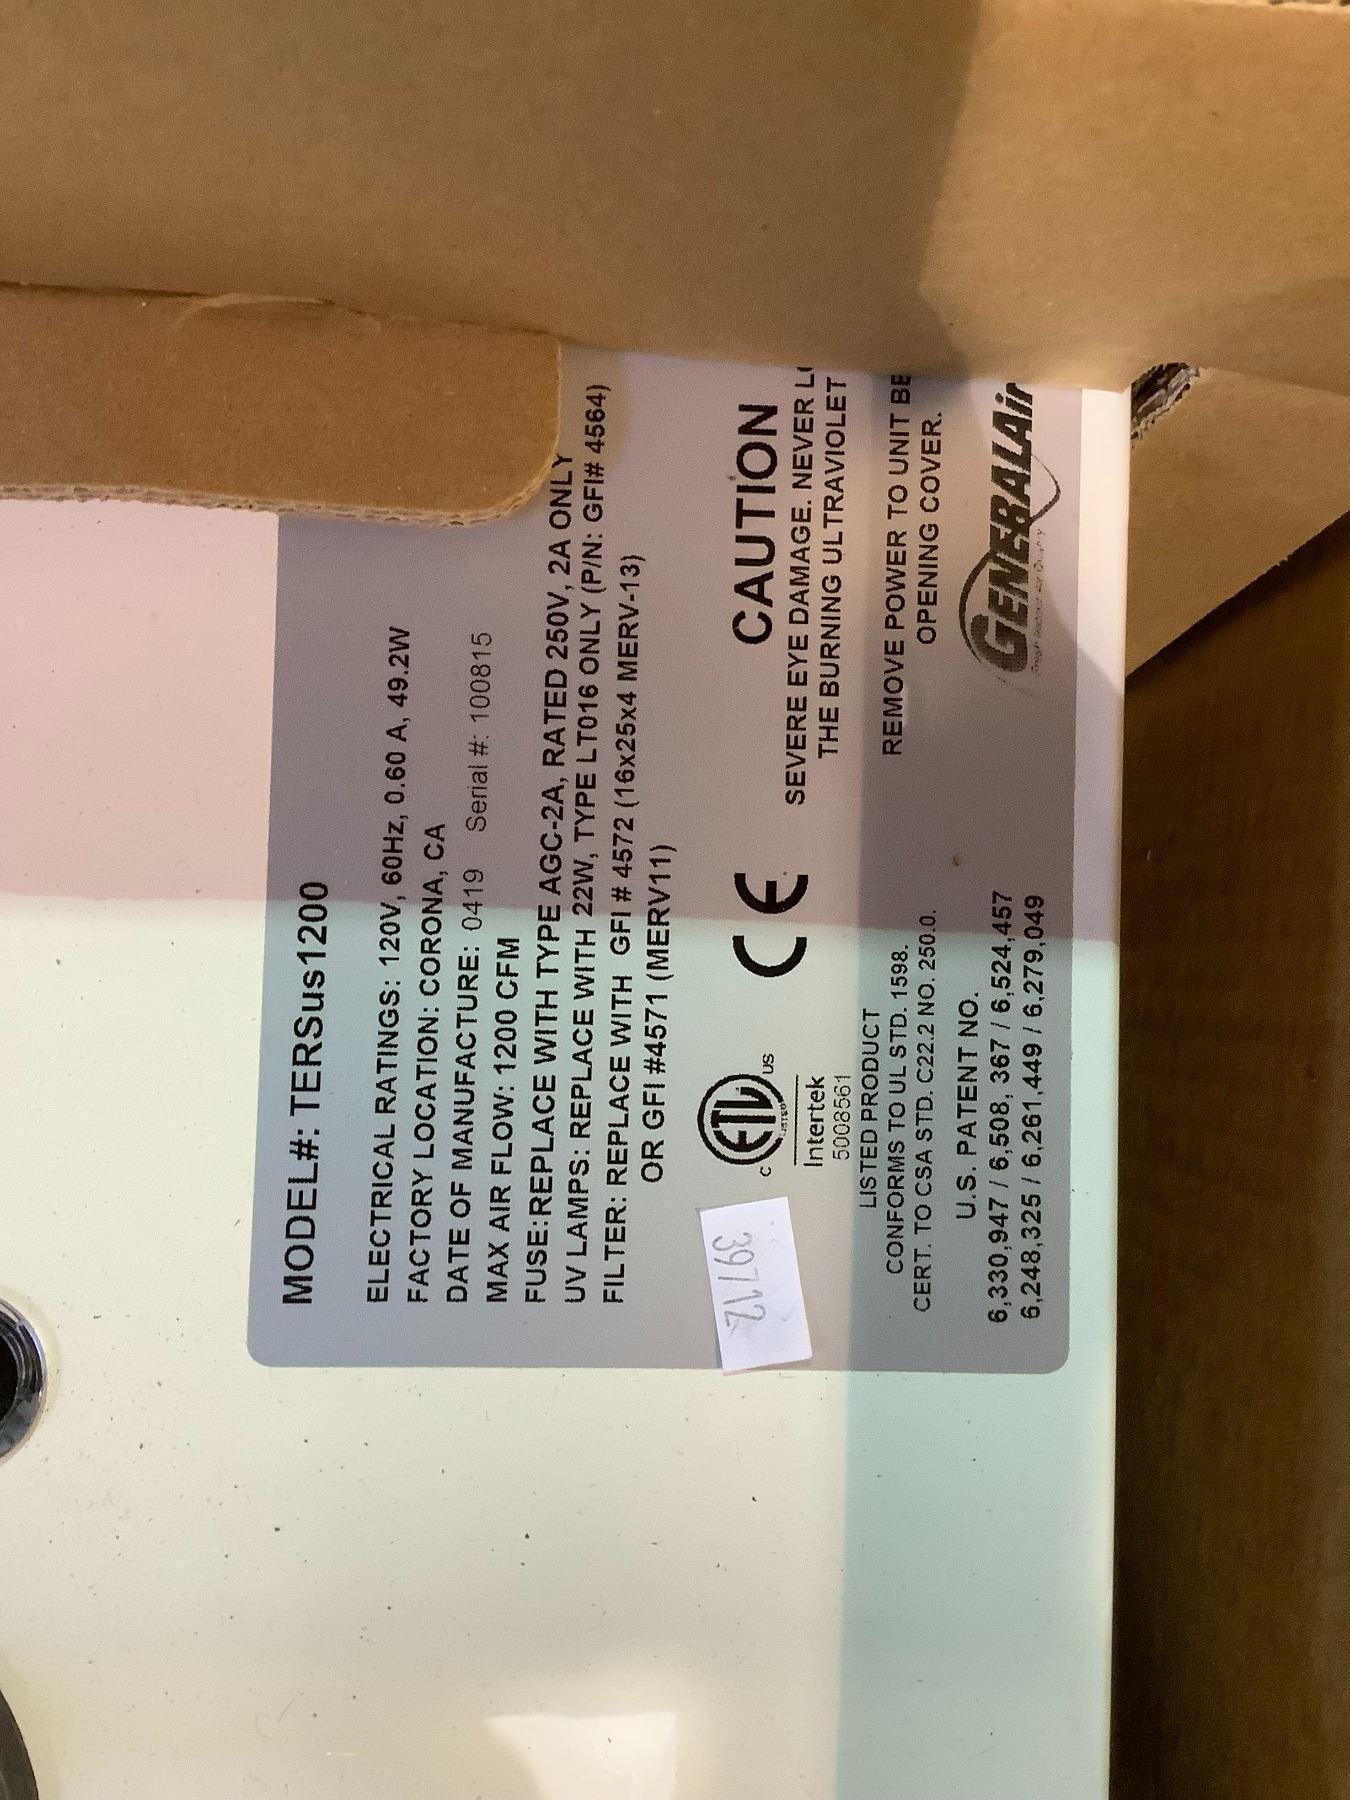 MODEL#: TERSus1200
ELECTRICAL RATINGS: 120V, 60Hz, 0.60 A, 49.2W
FACTORY LOCATION: CORONA, CA
DATE OF MANUFACTURE: 0419 Serial #: 100815
MAX AIR FLOW: 1200 CFM
FUSE:REPLACE WITH TYPE AGC-2A, RATED 250V, 2A ONLY
UV LAMPS: REPLACE WITH 22W, TYPE LT016 ONLY (P/N: GFI# 4564)
FILTER: REPLACE WITH GFI # 4572 (16x25x4 MERV-13)
OR GFI #4571 (MERV11)
39712
C ETL US
LISTED
Intertek
5008561
CE
LISTED PRODUCT
CONFORMS TO UL STD. 1598.
CERT. TO CSA STD. C22.2 NO. 250.0.
U.S. PATENT NO.
6,330,947 / 6,508, 367 / 6,524,457
6,248,325 / 6,261,449 / 6,279,049
CAUTION
SEVERE EYE DAMAGE. NEVER
THE BURNING ULTRAVIOLET
REMOVE POWER TO UNIT BE
OPENING COVER.
GENERALAir